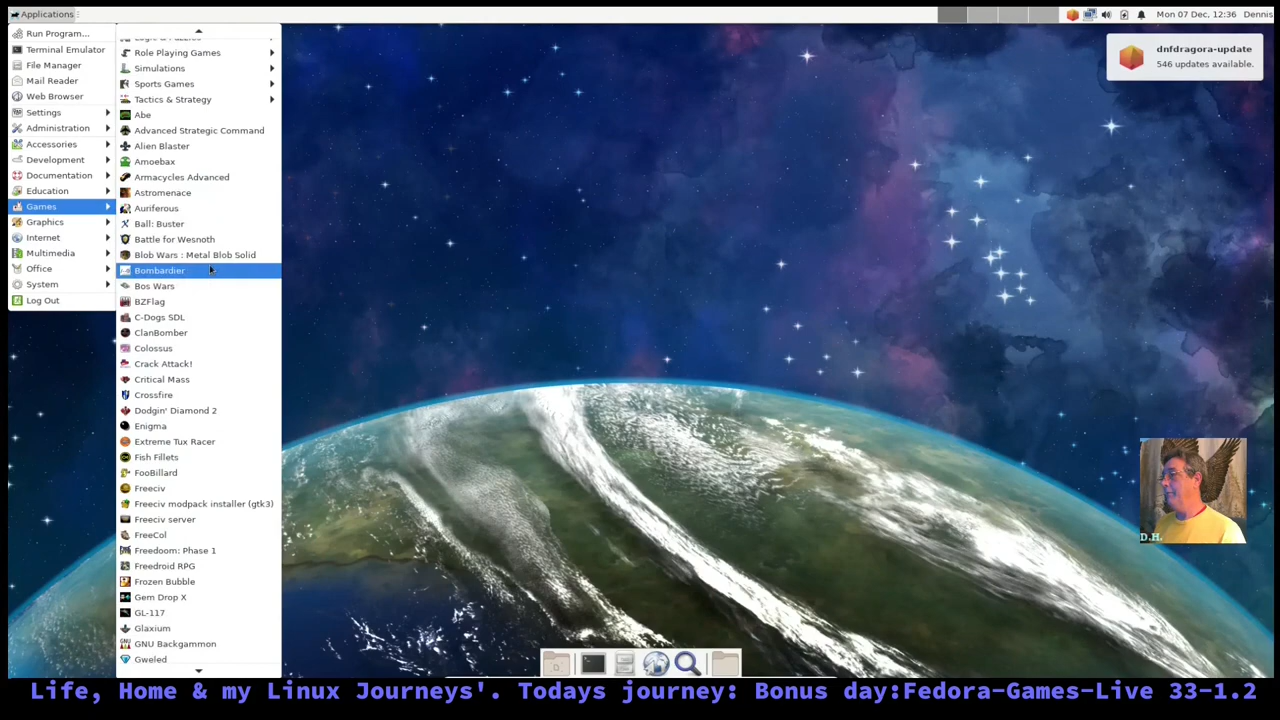 Applications
Mon 07 Dec, 12:36
Dennis
dnfdragora-update
546 updates available.
Run Program...
Terminal Emulator
File Manager
Mail Reader
Web Browser
Settings
Administration
Accessories
Development
Documentation
Education
Games
Graphics
Internet
Multimedia
Office
System
Log Out
Role Playing Games
Simulations
Sports Games
Tactics & Strategy
Abe
Advanced Strategic Command
Alien Blaster
Amoebax
Armacycles Advanced
Astromenace
Auriferous
Ball: Buster
Battle for Wesnoth
Blob Wars : Metal Blob Solid
Bombardier
Bos Wars
BZFlag
C-Dogs SDL
ClanBomber
Colossus
Crack Attack!
Critical Mass
Crossfire
Dodgin' Diamond 2
Enigma
Extreme Tux Racer
Fish Fillets
FooBillard
Freeciv
Freeciv modpack installer (gtk3)
Freeciv server
FreeCol
Freedoom: Phase 1
Freedroid RPG
Frozen Bubble
Gem Drop X
GL-117
Glaxium
GNU Backgammon
Gweled
D.H.
Life, Home & my Linux Journeys'. Todays journey: Bonus day:Fedora-Games-Live 33-1.2